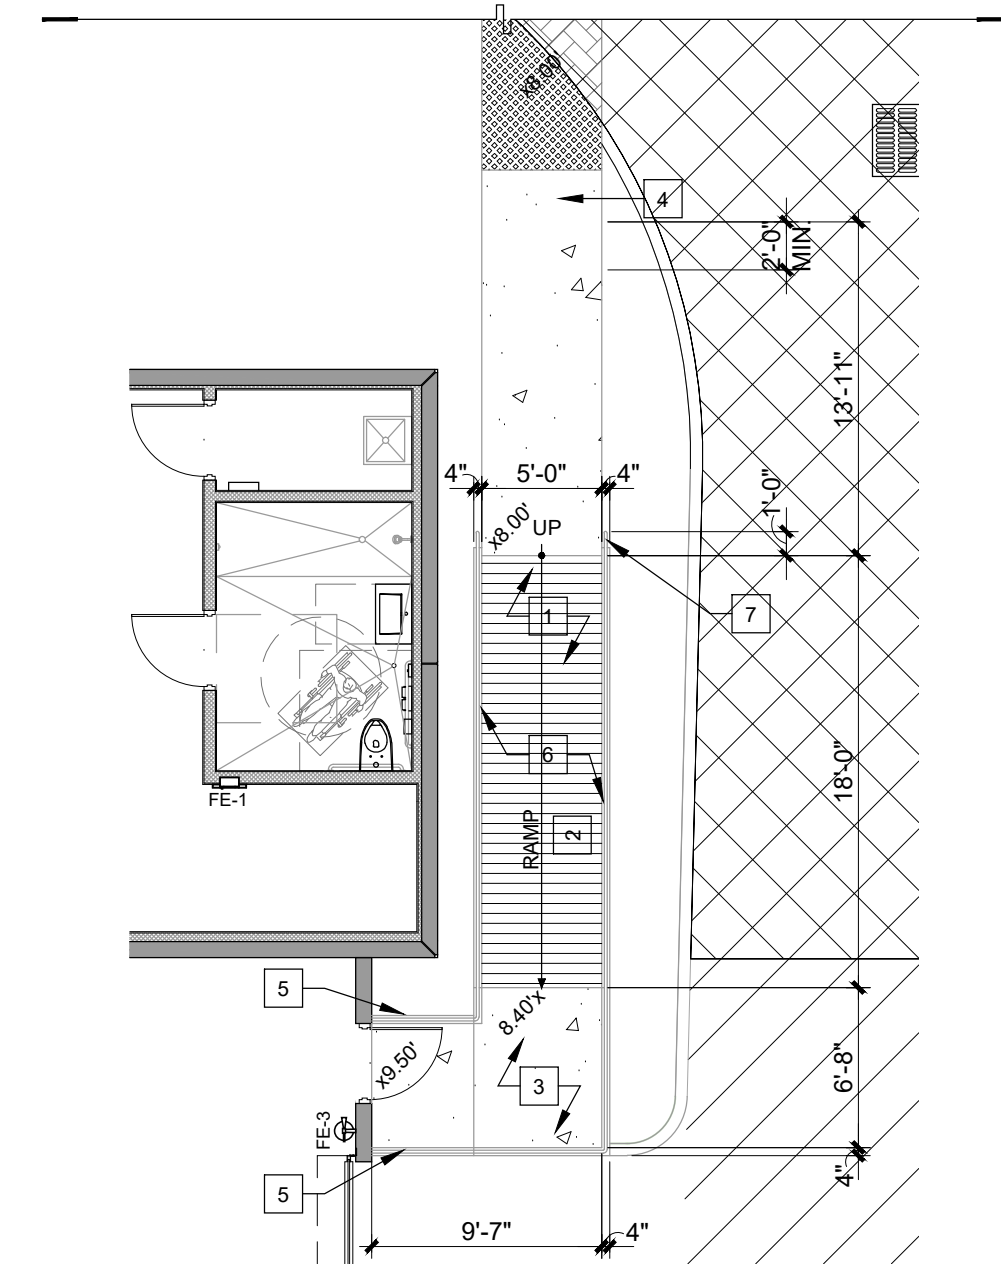 x8.00'
4
2'-0"
MIN.
13'-11"
4"
5'-0"
4"
1'-0"
x8.00'
UP
1
7
6
18'-0"
FE-1
RAMP
2
5
8.40'x
x9.50'
3
6'-8"
FE-3
4"
5
9'-7"
4"